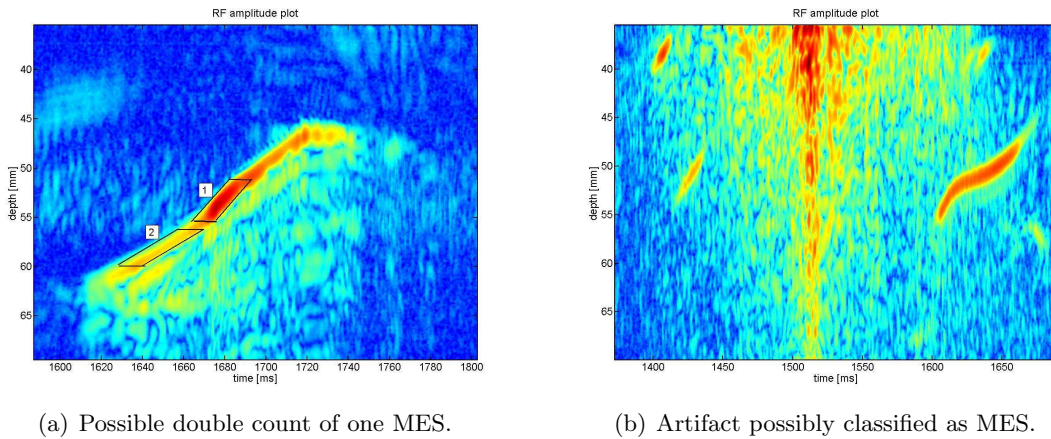 RF amplitude plot
40
45
50
55
60
65
depth [mm]
1
2
1600 1620 1640 1660 1680 1700 1720 1740 1760 1780 1800
time [ms]
(a) Possible double count of one MES.
RF amplitude plot
40
45
50
55
60
65
depth [mm]
1400 1450 1500 1550 1600 1650
time [ms]
(b) Artifact possibly classified as MES.